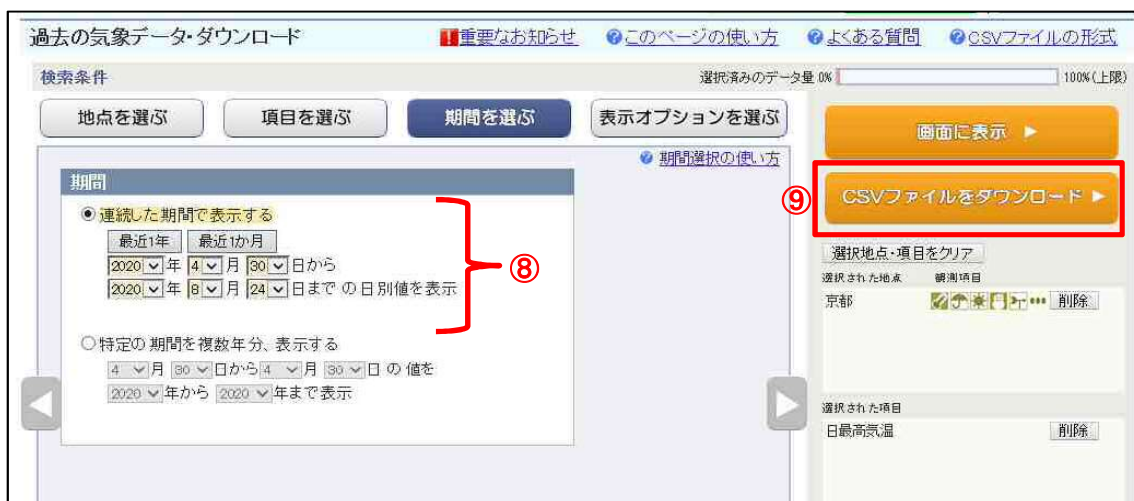 過去の気象データ・ダウンロード
重要なお知らせ このページの使い方 よくある質問 CSVファイルの形式
検索条件
選択済みのデータ量 0% 100%(上限)
地点を選ぶ 項目を選ぶ 期間を選ぶ 表示オプションを選ぶ
画面に表示
期間選択の使い方
期間
⑨ CSVファイルをダウンロード
連続した期間で表示する
最近1年 最近1か月
2020 年 4 月 30 日から
2020 年 8 月 24 日まで の日別値を表示
⑧
特定の期間を複数年分、表示する
4 月 30 日から 4 月 30 日 の 値を
2020 年から 2020 年まで表示
選択地点・項目をクリア
選択された地点 観測項目
京都 削除
選択された項目
日最高気温 削除